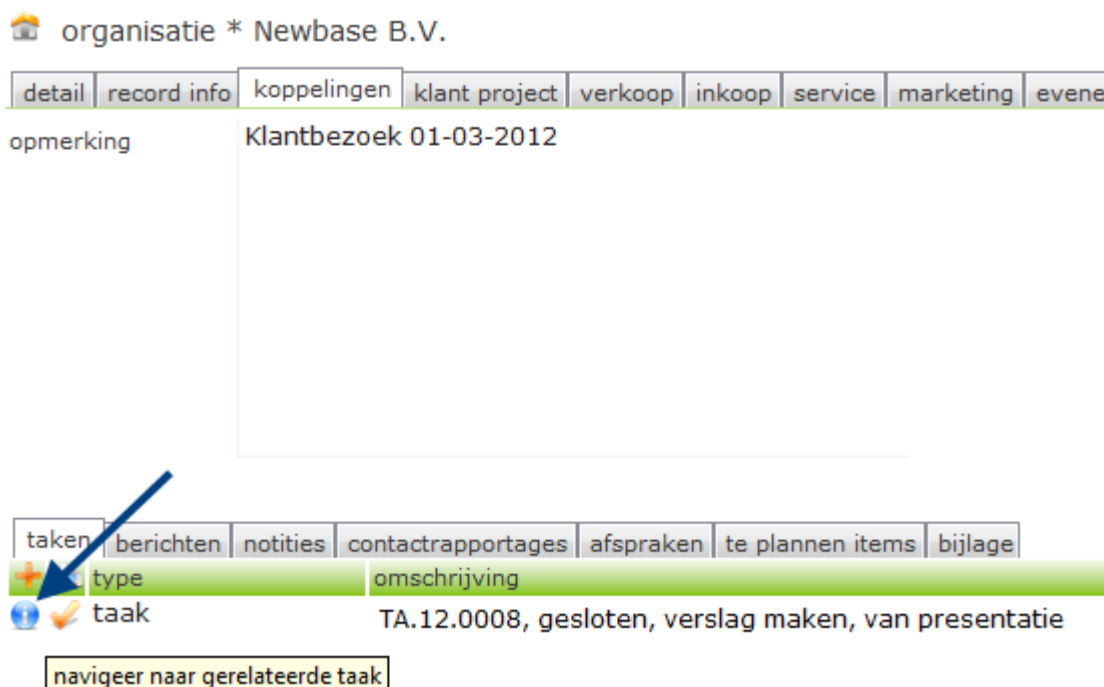 organisatie * Newbase B.V.
detail record info koppelingen klant project verkoop inkoop service marketing evene
opmerking Klantbezoek 01-03-2012
taken berichten notities contactrapportages afspraken te plannen items bijlage
type omschrijving
taak TA.12.0008, gesloten, verslag maken, van presentatie
navigeer naar gerelateerde taak